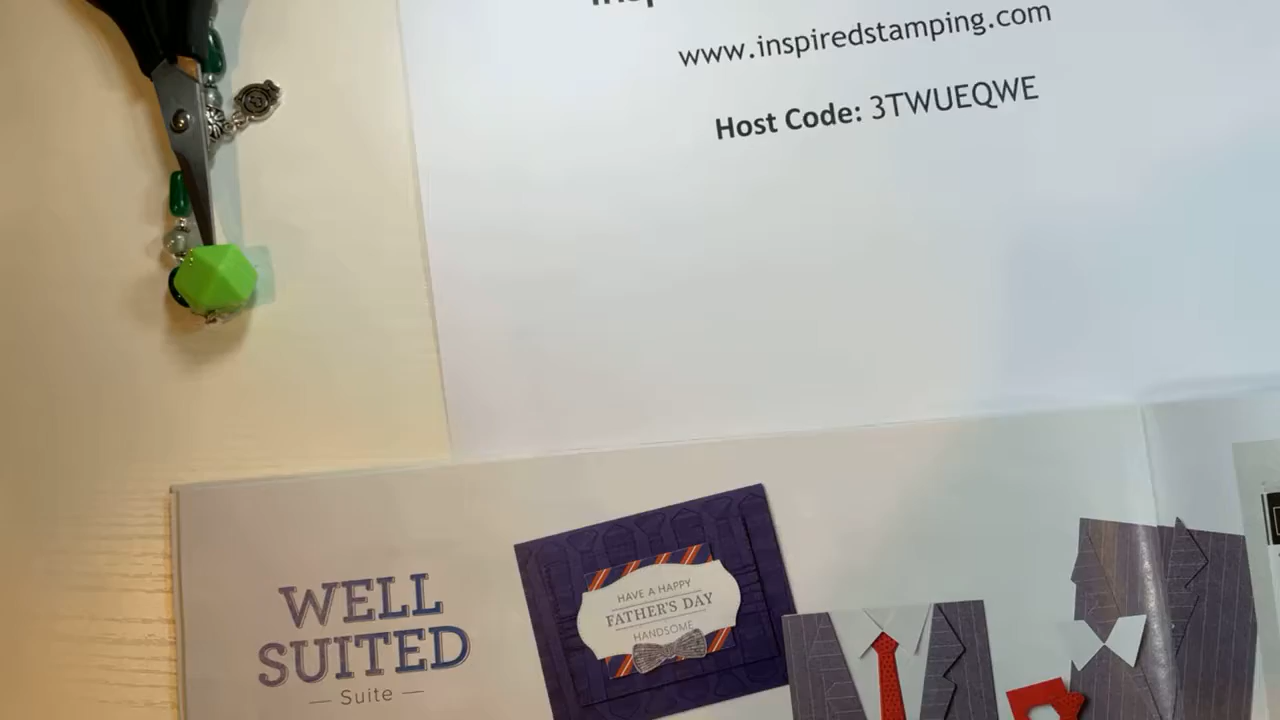 www.inspiredstamping.com
Host Code: 3TWUEQWE
WELL
SUITED
— Suite —
HAVE A HAPPY
FATHER'S DAY
HANDSOME